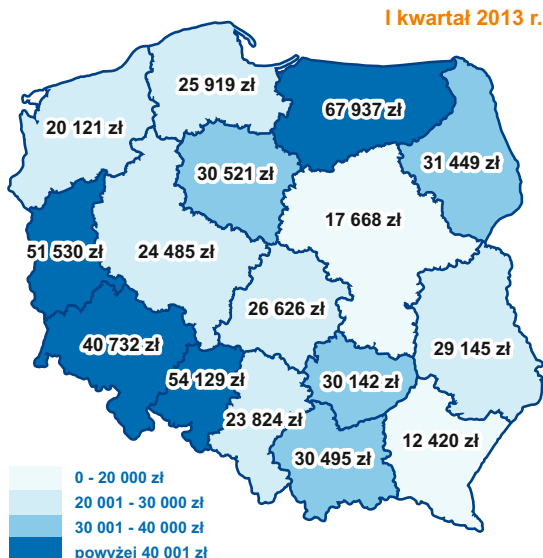 I kwartał 2013 r.
25 919 zł
67 937 zł
20 121 zł
31 449 zł
30 521 zł
17 668 zł
51 530 zł
24 485 zł
26 626 zł
40 732 zł
29 145 zł
54 129 zł
30 142 zł
23 824 zł
12 420 zł
30 495 zł
0 - 20 000 zł
20 001 - 30 000 zł
30 001 - 40 000 zł
powyżej 40 001 zł